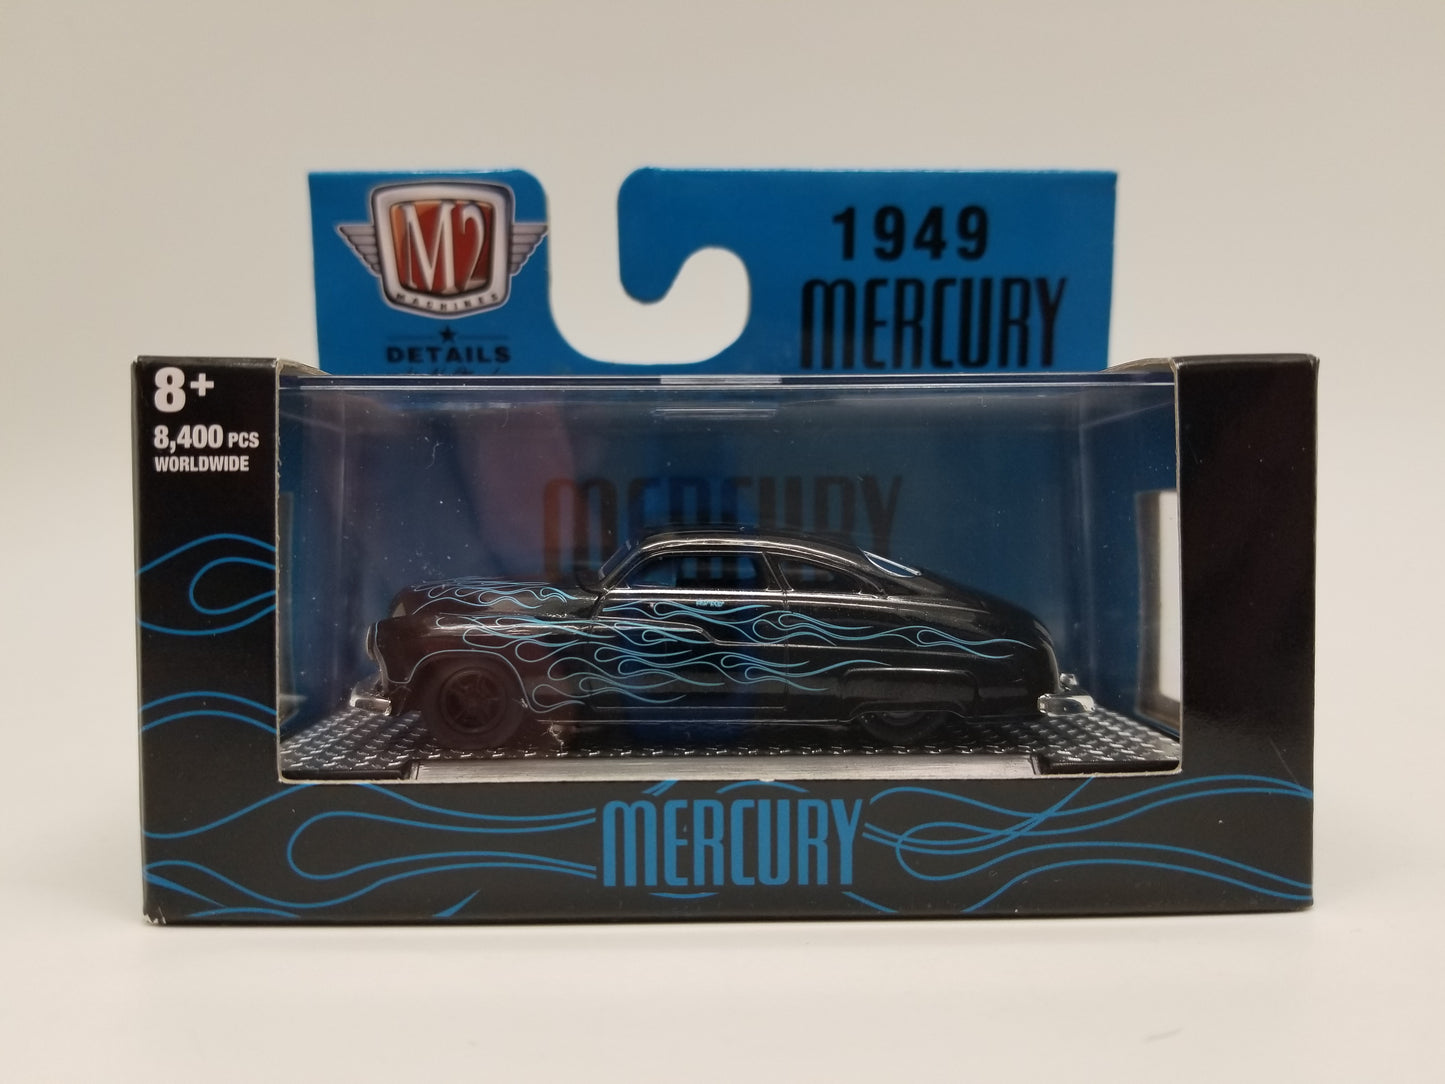 M2
MACHINES
DETAILS
1949
MERCURY
8+
8,400 PCS
WORLDWIDE
MERCURY
MERCURY